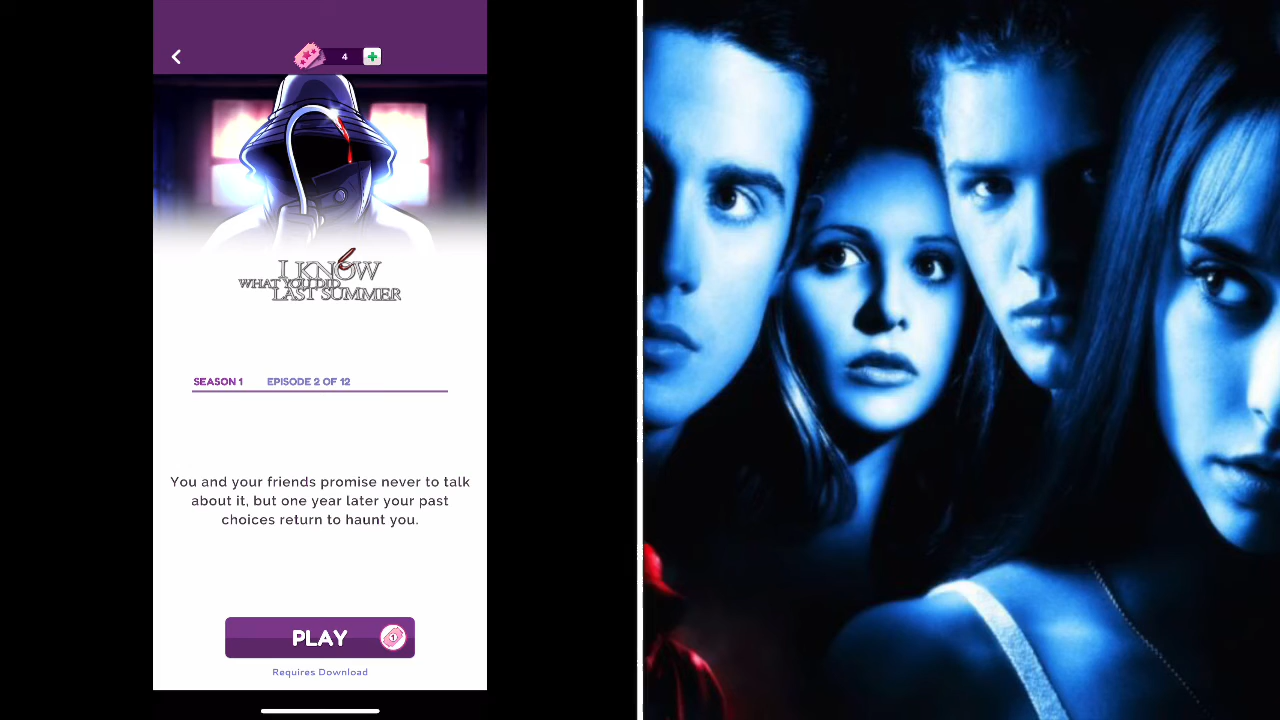 4
I KNOW
WHAT YOU DID
LAST SUMMER
SEASON 1 EPISODE 2 OF 12
You and your friends promise never to talk
about it, but one year later your past
choices return to haunt you.
PLAY 1
Requires Download